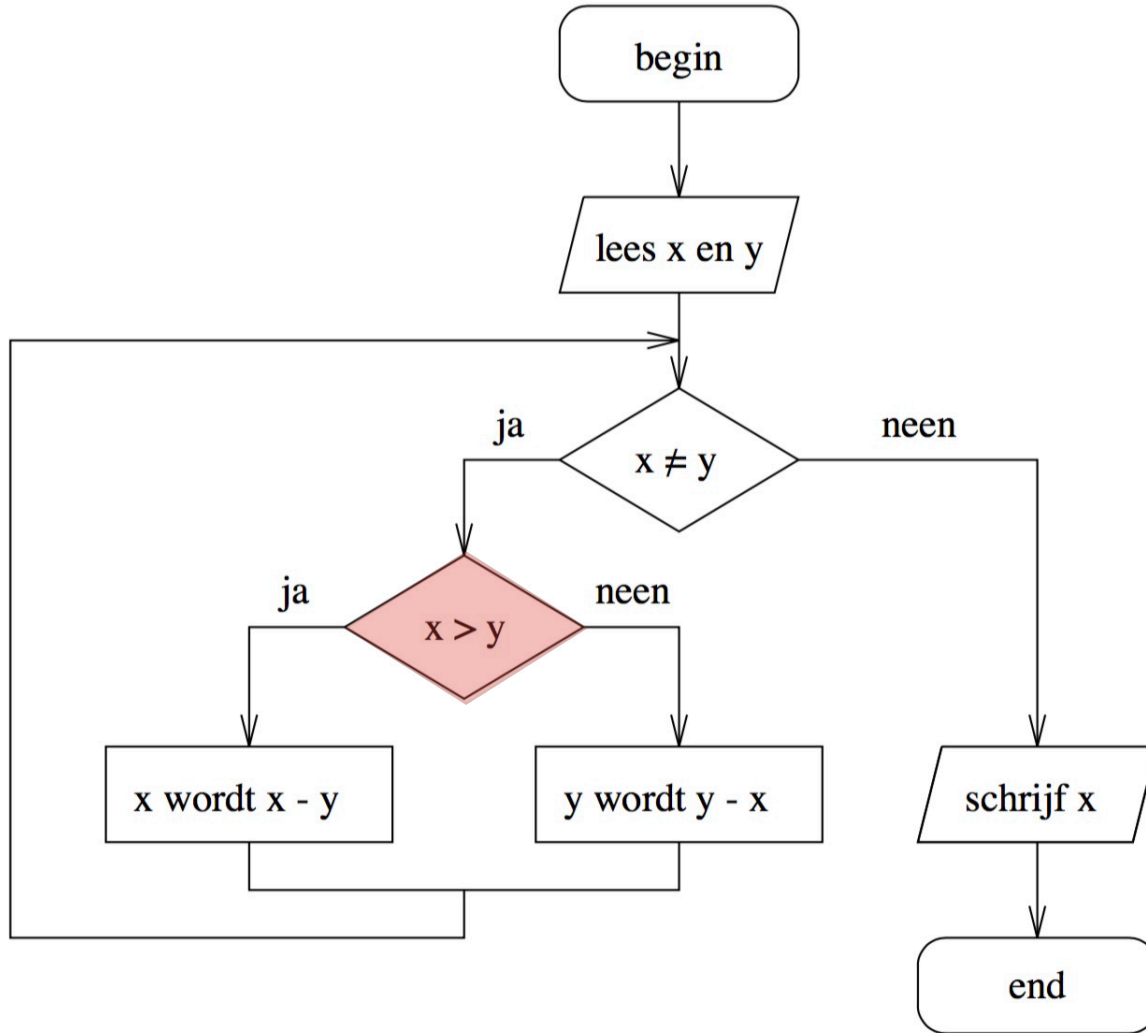 begin
lees x en y
ja
neen
x ≠ y
ja
neen
x > y
x wordt x - y
y wordt y - x
schrijf x
end